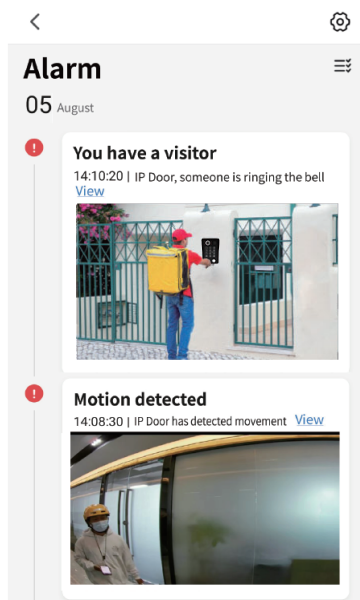 Alarm
05 August
You have a visitor
14:10:20 | IP Door, someone is ringing the bell
View
Motion detected
14:08:30 | IP Door has detected movement View